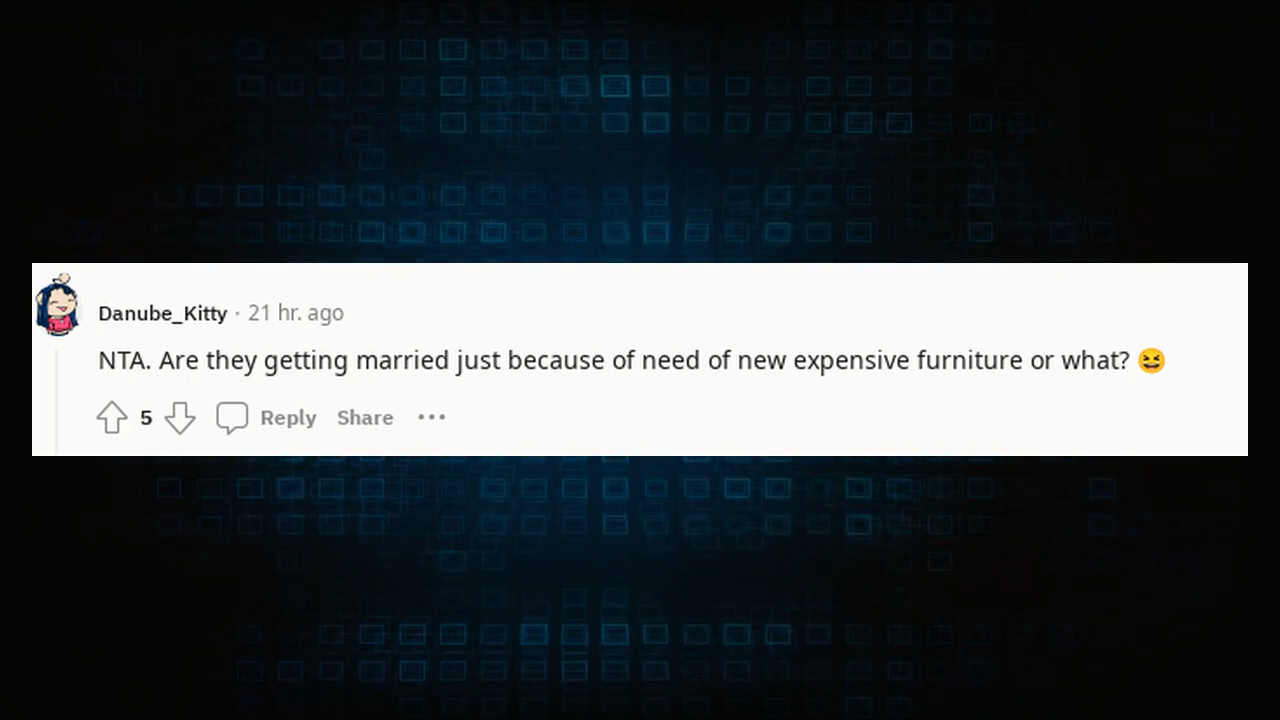 Danube_Kitty · 21 hr. ago
NTA. Are they getting married just because of need of new expensive furniture or what? 😆
5 Reply Share •••